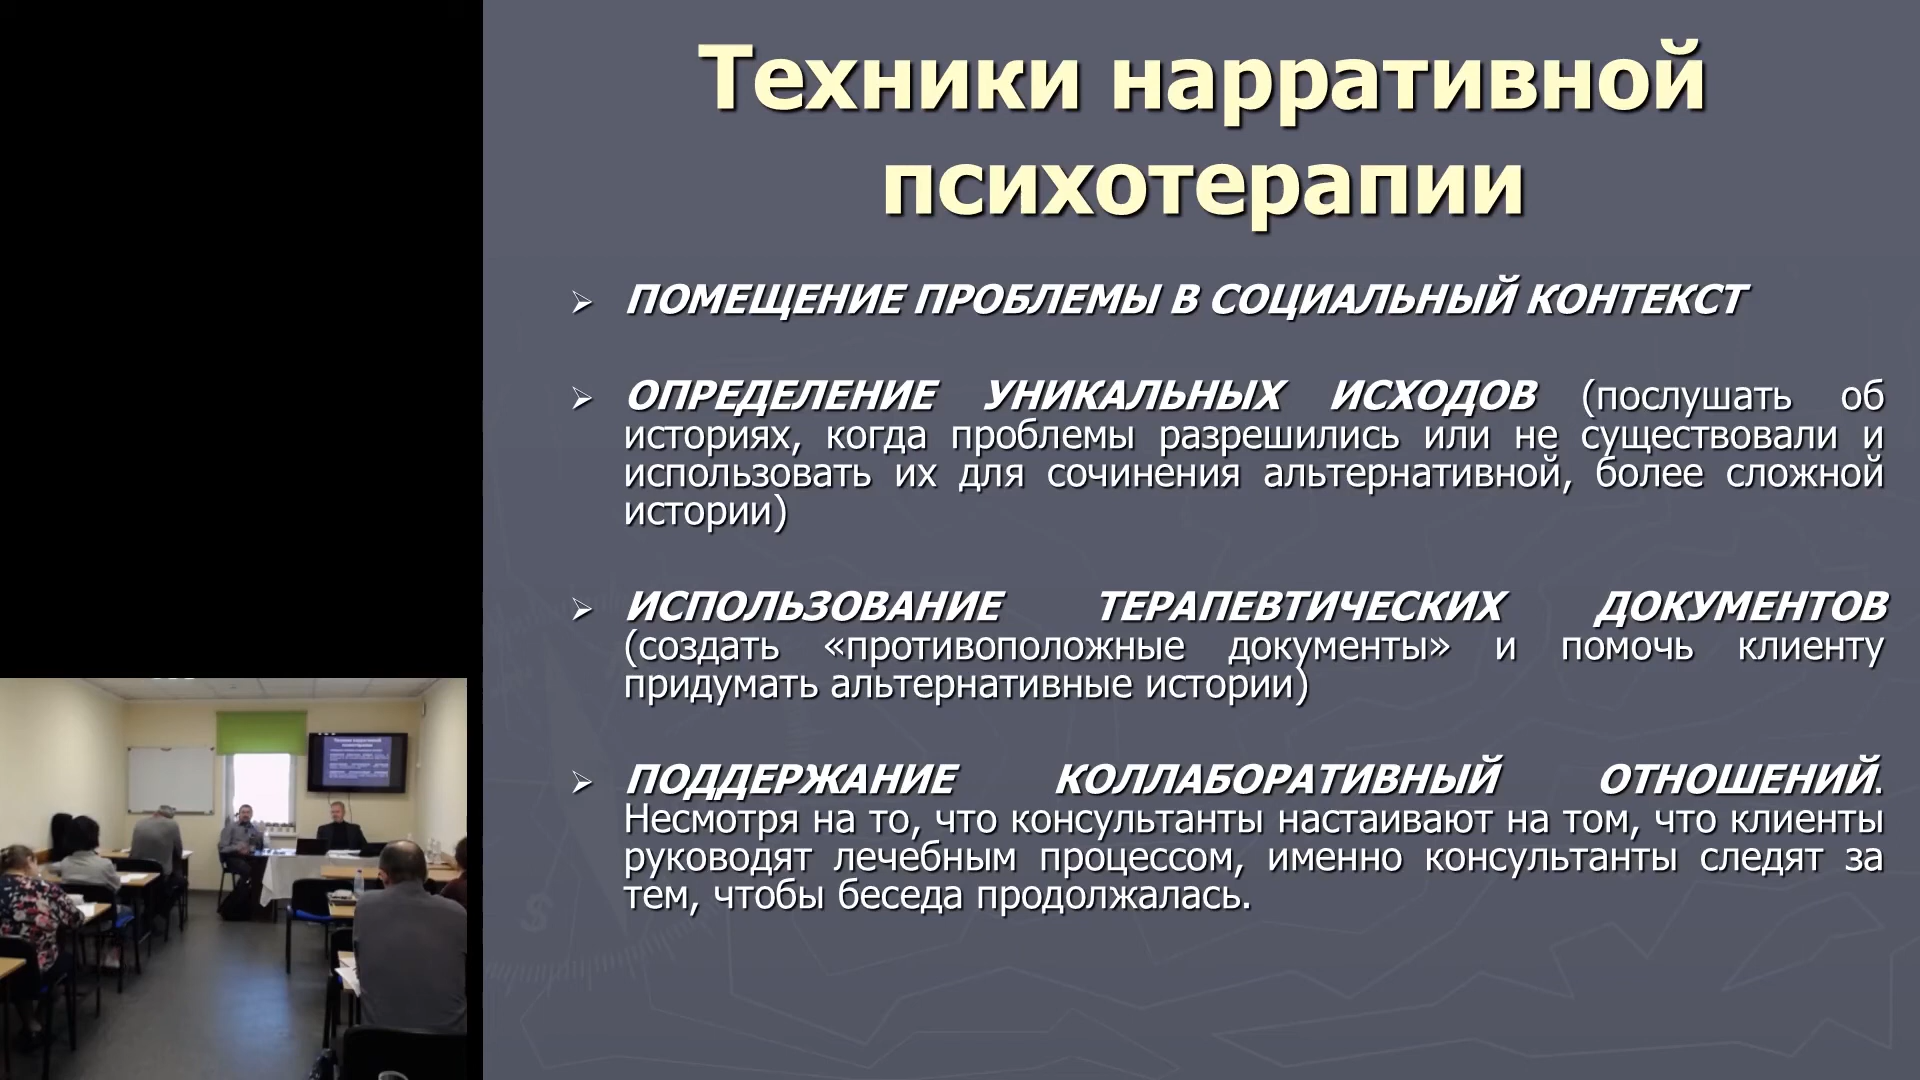 Техники нарративной
психотерапии
ПОМЕЩЕНИЕ ПРОБЛЕМЫ В СОЦИАЛЬНЫЙ КОНТЕКСТ
ОПРЕДЕЛЕНИЕ УНИКАЛЬНЫХ ИСХОДОВ (послушать об
историях, когда проблемы разрешились или не существовали и
использовать их для сочинения альтернативной, более сложной
истории)
ИСПОЛЬЗОВАНИЕ ТЕРАПЕВТИЧЕСКИХ ДОКУМЕНТОВ
(создать «противоположные документы» и помочь клиенту
придумать альтернативные истории)
ПОДДЕРЖАНИЕ КОЛЛАБОРАТИВНЫЙ ОТНОШЕНИЙ.
Несмотря на то, что консультанты настаивают на том, что клиенты
руководят лечебным процессом, именно консультанты следят за
тем, чтобы беседа продолжалась.